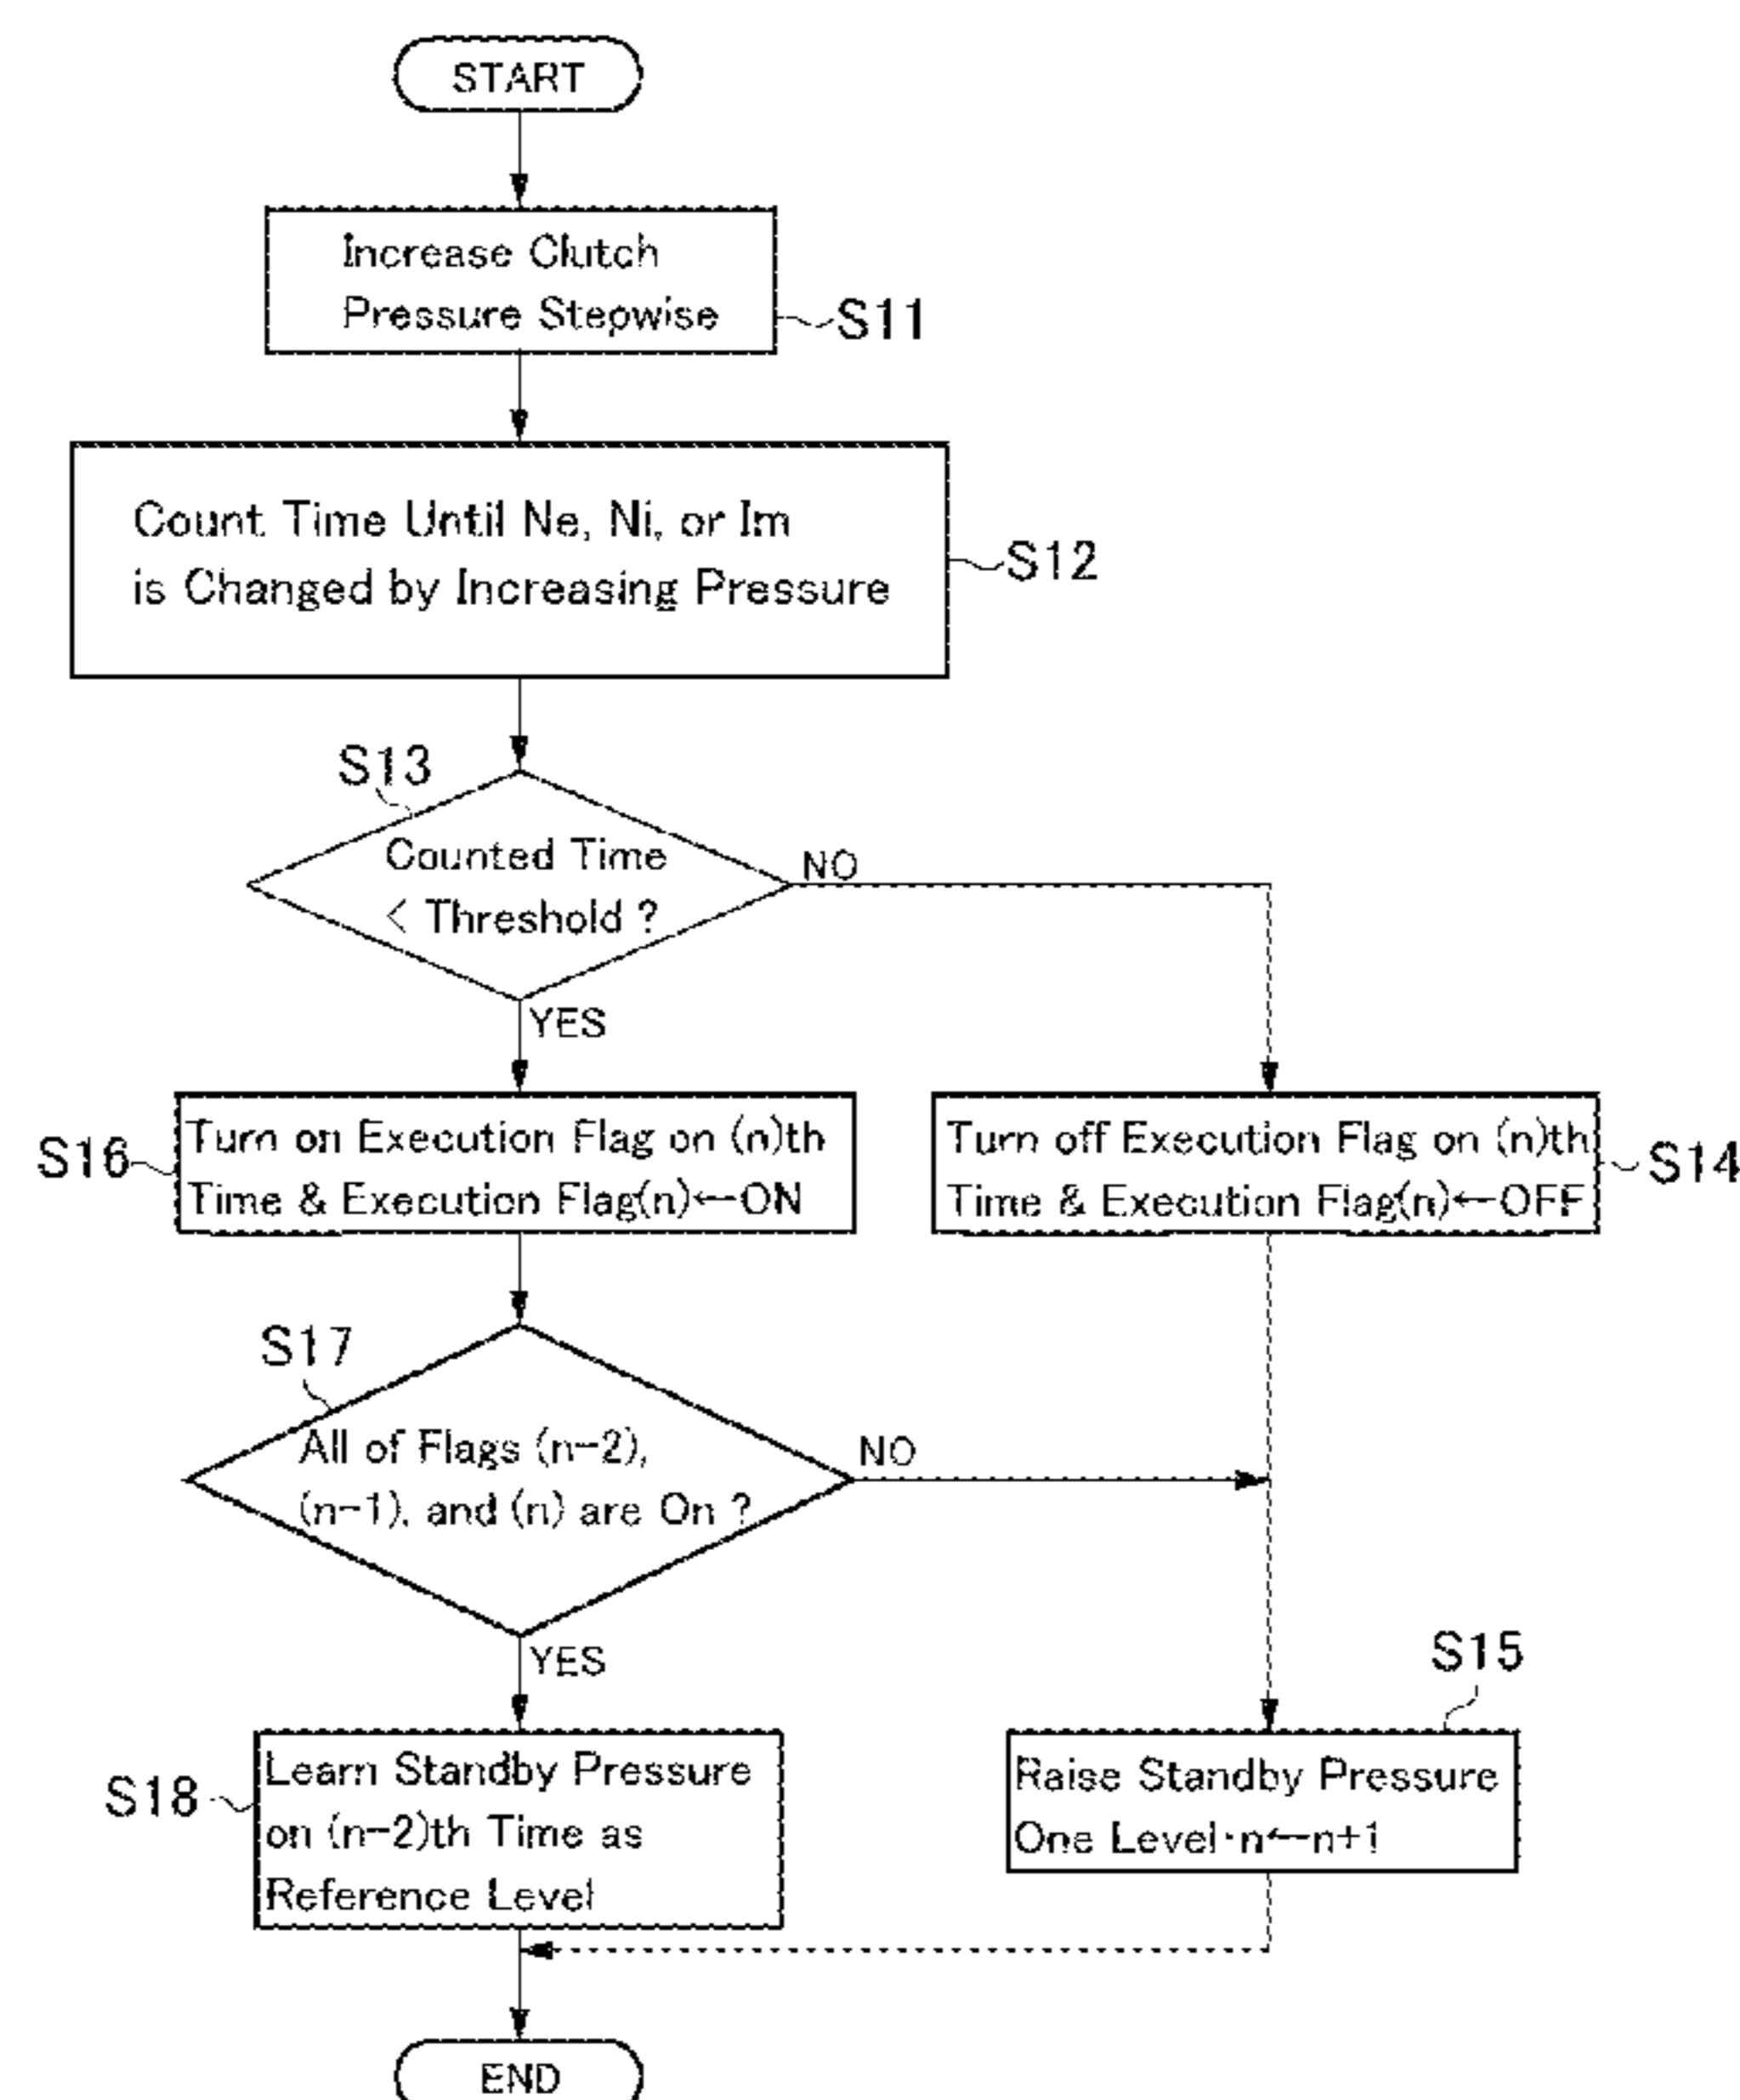 START
Increase Clutch
Pressure Stepwise
S11
Count Time Until Ne, Ni, or Im
is Changed by Increasing Pressure
S12
S13
Counted Time
< Threshold ?
NO
YES
S16
Turn on Execution Flag on (n)th
Time & Execution Flag(n)←ON
Turn off Execution Flag on (n)th
Time & Execution Flag(n)←OFF
S14
S17
All of Flags (n-2),
(n-1), and (n) are On ?
NO
YES
S15
S18
Learn Standby Pressure
on (n-2)th Time as
Reference Level
Raise Standby Pressure
One Level·n←n+1
END